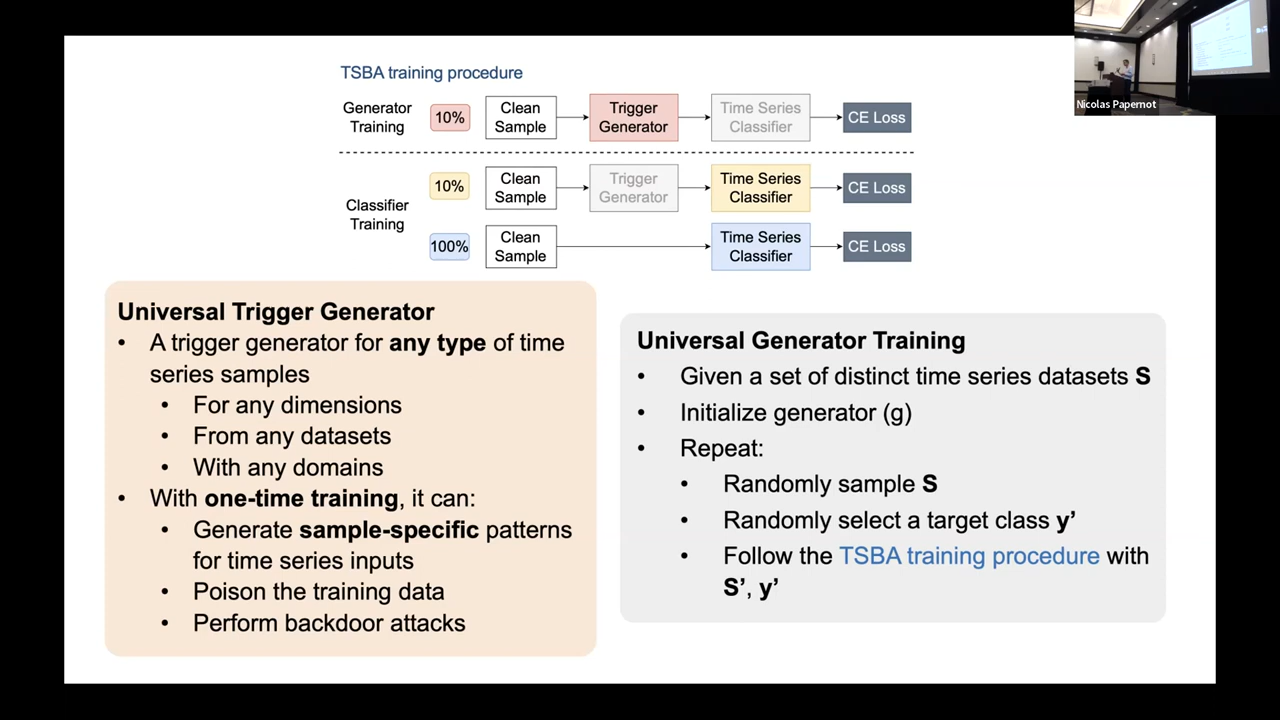 TSBA training procedure
Generator
Training
10%
Clean
Sample
Trigger
Generator
Time Series
Classifier
CE Loss
Classifier
Training
10%
Clean
Sample
Trigger
Generator
Time Series
Classifier
CE Loss
100%
Clean
Sample
Time Series
Classifier
CE Loss
Universal Trigger Generator
• A trigger generator for any type of time
series samples
• For any dimensions
• From any datasets
• With any domains
• With one-time training, it can:
• Generate sample-specific patterns
for time series inputs
• Poison the training data
• Perform backdoor attacks
Universal Generator Training
• Given a set of distinct time series datasets S
• Initialize generator (g)
• Repeat:
• Randomly sample S
• Randomly select a target class y’
• Follow the TSBA training procedure with
S’, y’
Nicolas Papernot